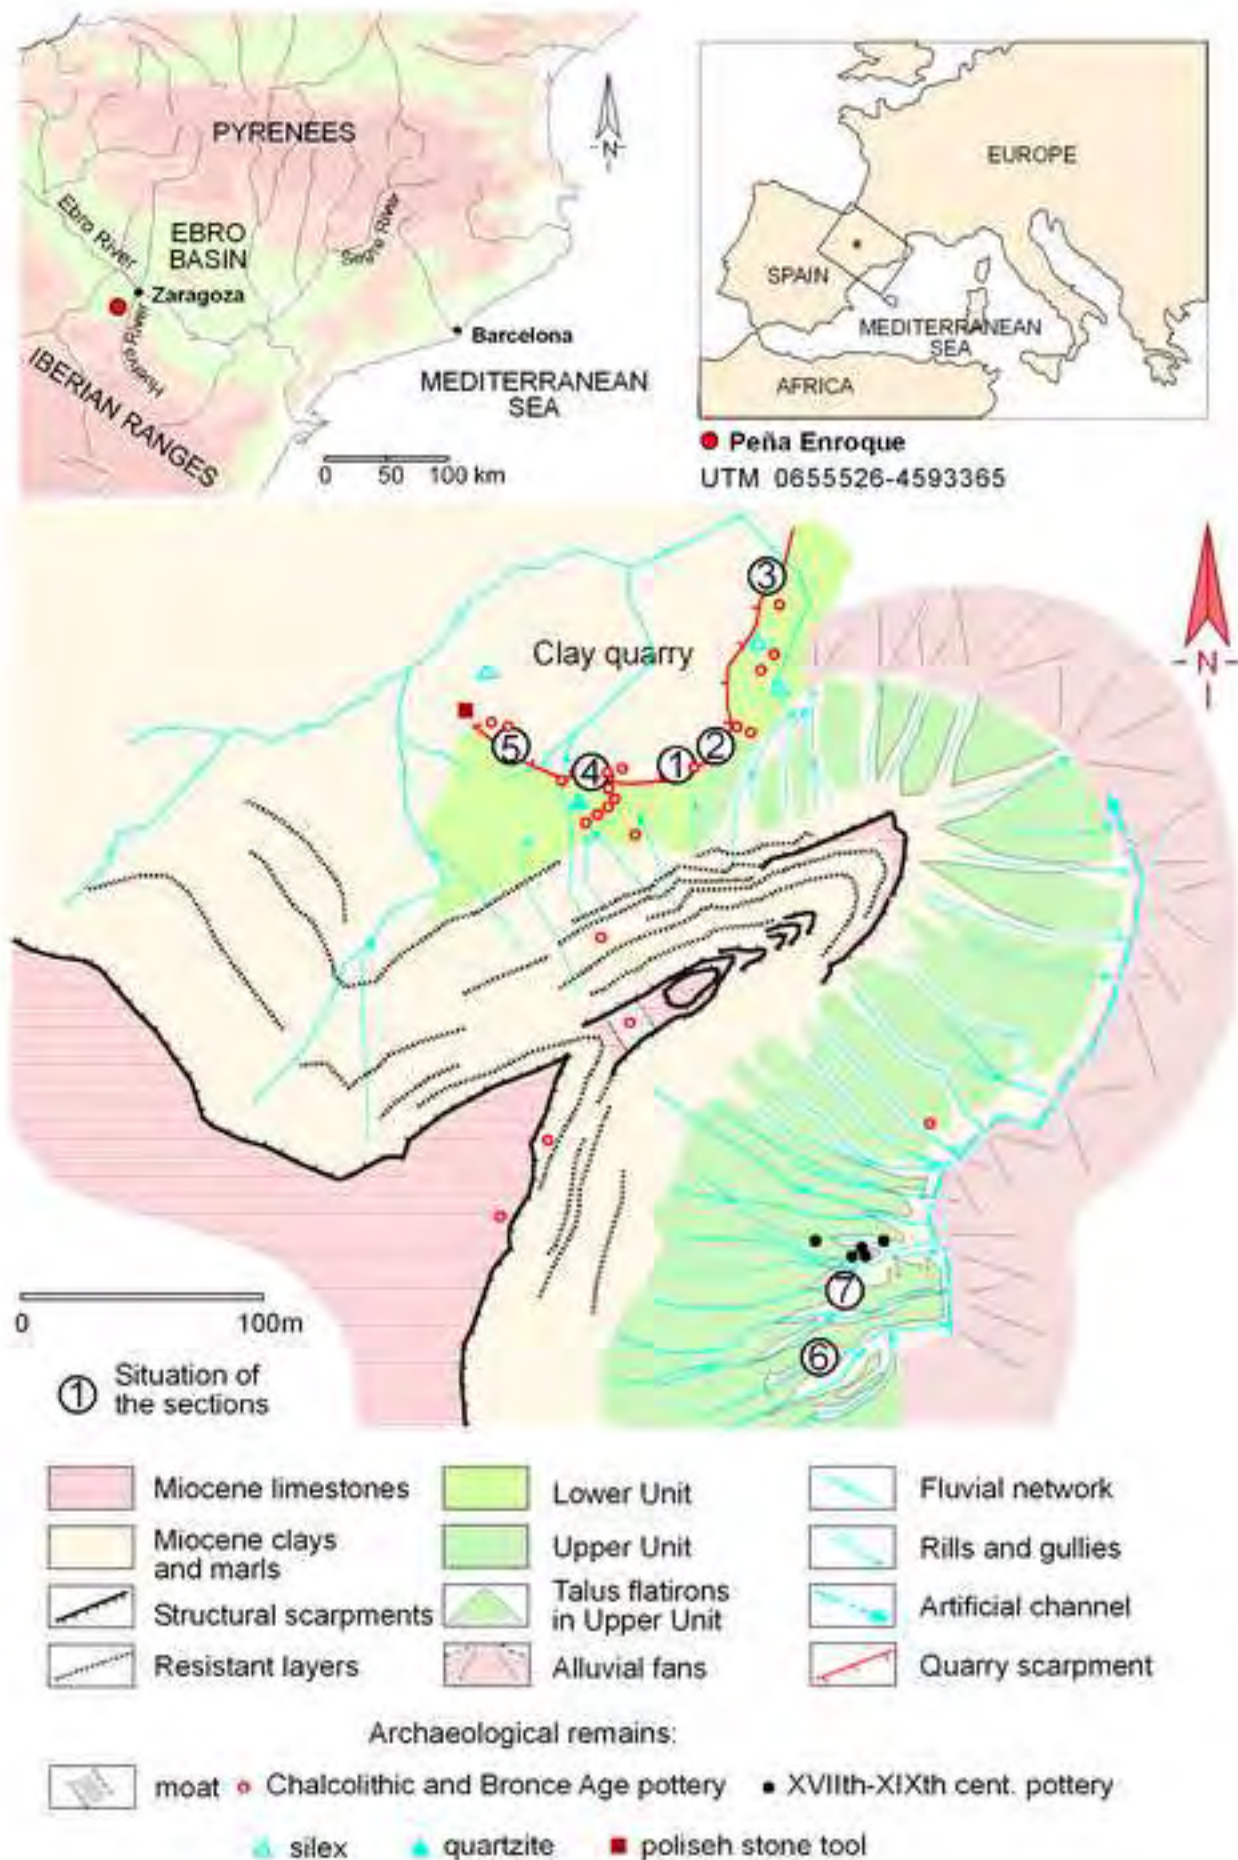 PYRENEES
N
Ebro River
EBRO
BASIN
Segre River
Zaragoza
Huerva River
Barcelona
IBERIAN RANGES
MEDITERRANEAN
SEA
0 50 100 km
EUROPE
SPAIN
MEDITERRANEAN
SEA
AFRICA
Peña Enroque
UTM 0655526-4593365
3
Clay quarry
N
5
4
1
2
7
6
0 100m
1 Situation of
the sections
Miocene limestones
Lower Unit
Fluvial network
Miocene clays
and marls
Upper Unit
Rills and gullies
Structural scarpments
Talus flatirons
in Upper Unit
Artificial channel
Resistant layers
Alluvial fans
Quarry scarpment
Archaeological remains:
moat Chalcolithic and Bronce Age pottery XVIIth-XIXth cent. pottery
silex quartzite poliseh stone tool